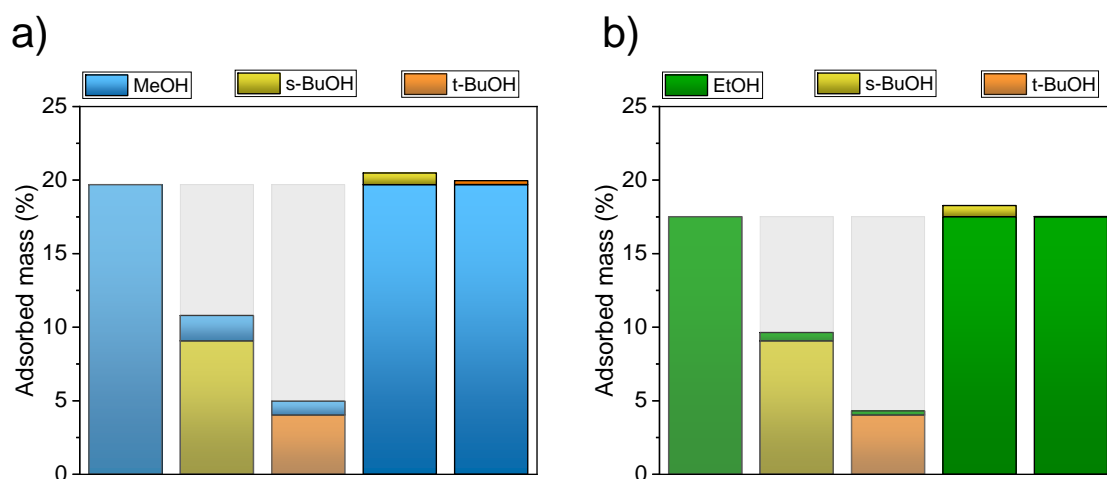 a)
MeOH s-BuOH t-BuOH
25
20
15
10
5
0
Adsorbed mass (%)
b)
EtOH s-BuOH t-BuOH
25
20
15
10
5
0
Adsorbed mass (%)